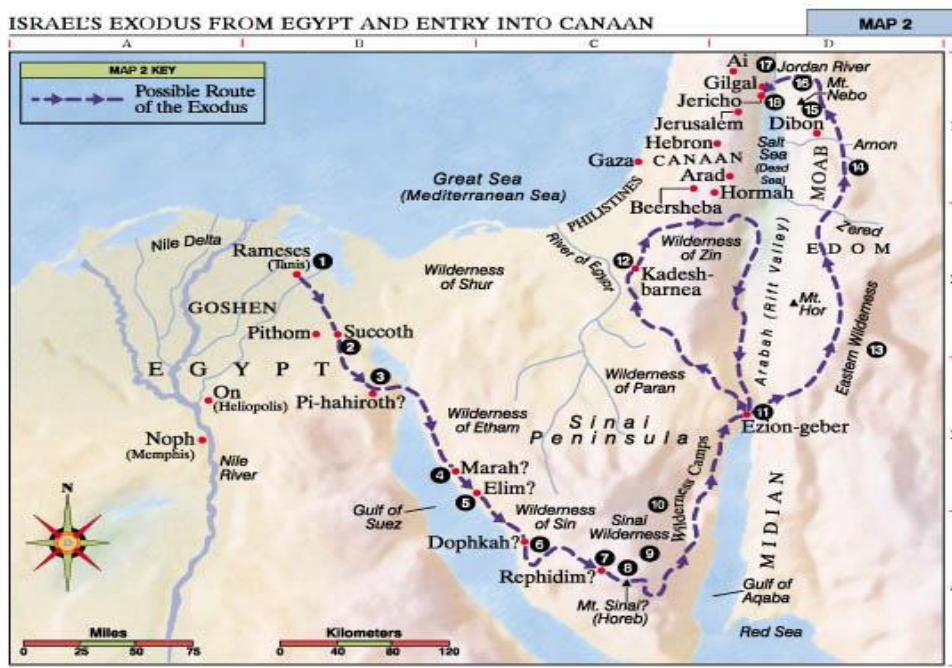 ISRAEL'S EXODUS FROM EGYPT AND ENTRY INTO CANAAN
MAP 2
A
B
C
D
MAP 2 KEY
Possible Route
of the Exodus
Ai
17
Jordan River
Gilgal
16
Mt.
Nebo
Jericho
18
15
Jerusalem
Dibon
Hebron
Salt
Sea
(Dead
Sea)
Arnon
Gaza
CANAAN
MOAB
14
Arad
Hormah
Beersheba
PHILISTINES
Great Sea
(Mediterranean Sea)
Zered
EDOM
Nile Delta
Rameses
(Tanis)
1
Wilderness
of Shur
River of Egypt
12
Kadesh-
barnea
Wilderness
of Zin
Arabah (Rift Valley)
Mt.
Hor
GOSHEN
Pithom
Succoth
2
Eastern Wilderness
13
EGYPT
3
Pi-hahiroth?
On
(Heliopolis)
Wilderness
of Paran
Wilderness
of Etham
Sinai
Peninsula
11
Ezion-geber
Noph
(Memphis)
Nile
River
4
Marah?
5
Elim?
Gulf of
Suez
Wilderness
of Sin
10
Wilderness Camps
Sinai
Wilderness
MIDIAN
N
Dophkah?
6
7
8
9
Rephidim?
Mt. Sinai?
(Horeb)
Gulf of
Aqaba
Red Sea
Miles
0 25 50 75
Kilometers
0 40 80 120